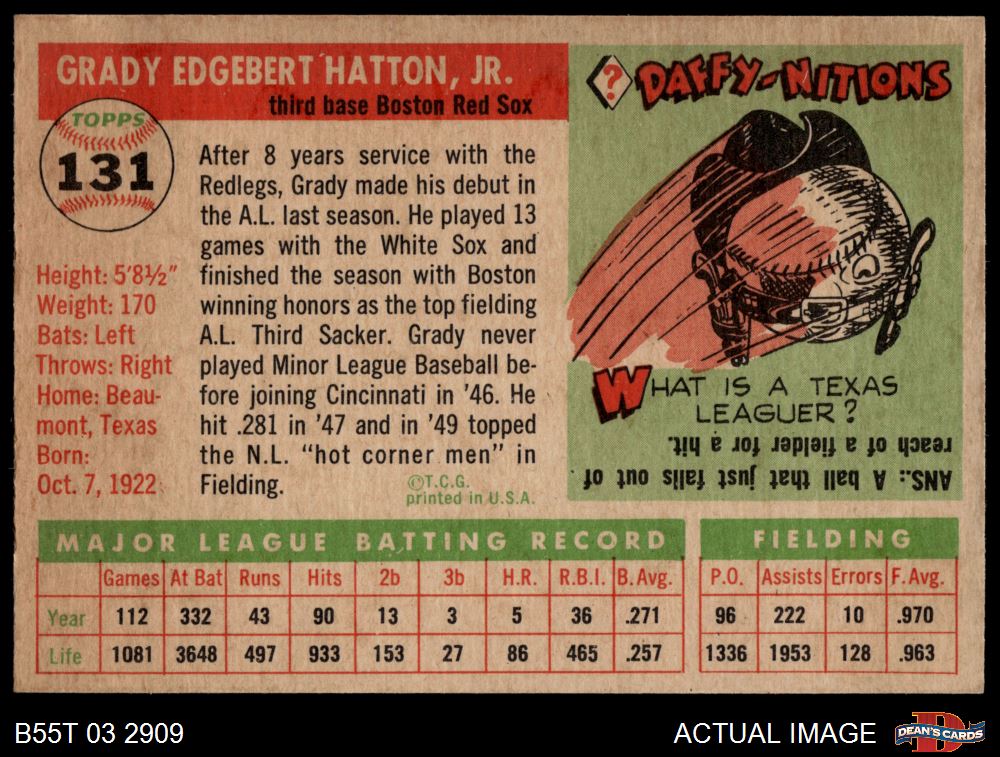 GRADY EDGEBERT HATTON, JR.
third base Boston Red Sox
TOPPS
131
Height: 5'8½"
Weight: 170
Bats: Left
Throws: Right
Home: Beau-
mont, Texas
Born:
Oct. 7, 1922
After 8 years service with the
Redlegs, Grady made his debut in
the A.L. last season. He played 13
games with the White Sox and
finished the season with Boston
winning honors as the top fielding
A.L. Third Sacker. Grady never
played Minor League Baseball be-
fore joining Cincinnati in '46. He
hit .281 in '47 and in '49 topped
the N.L. "hot corner men" in
Fielding.
©T.C.G.
printed in U.S.A.
? DAFFY-NITIONS
WHAT IS A TEXAS
LEAGUER?
ANS.: A ball that just falls out of
reach of a fielder for a hit.
MAJOR LEAGUE BATTING RECORD FIELDING
Games At Bat Runs Hits 2b 3b H.R. R.B.I. B.Avg. P.O. Assists Errors F.Avg.
Year 112 332 43 90 13 3 5 36 .271 96 222 10 .970
Life 1081 3648 497 933 153 27 86 465 .257 1336 1953 128 .963
B55T 03 2909
ACTUAL IMAGE
D
DEAN'S CARDS